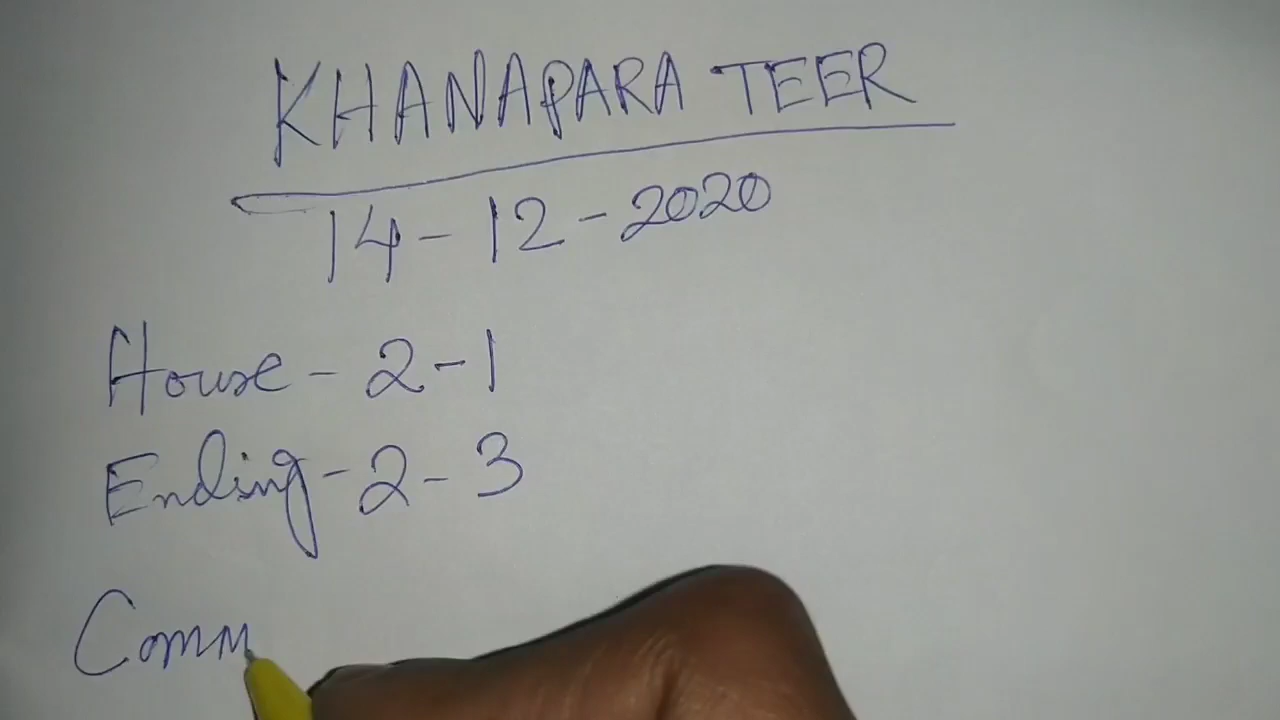 KHANAPARA TEER
14-12-2020
House - 2-1
Ending - 2-3
Comm